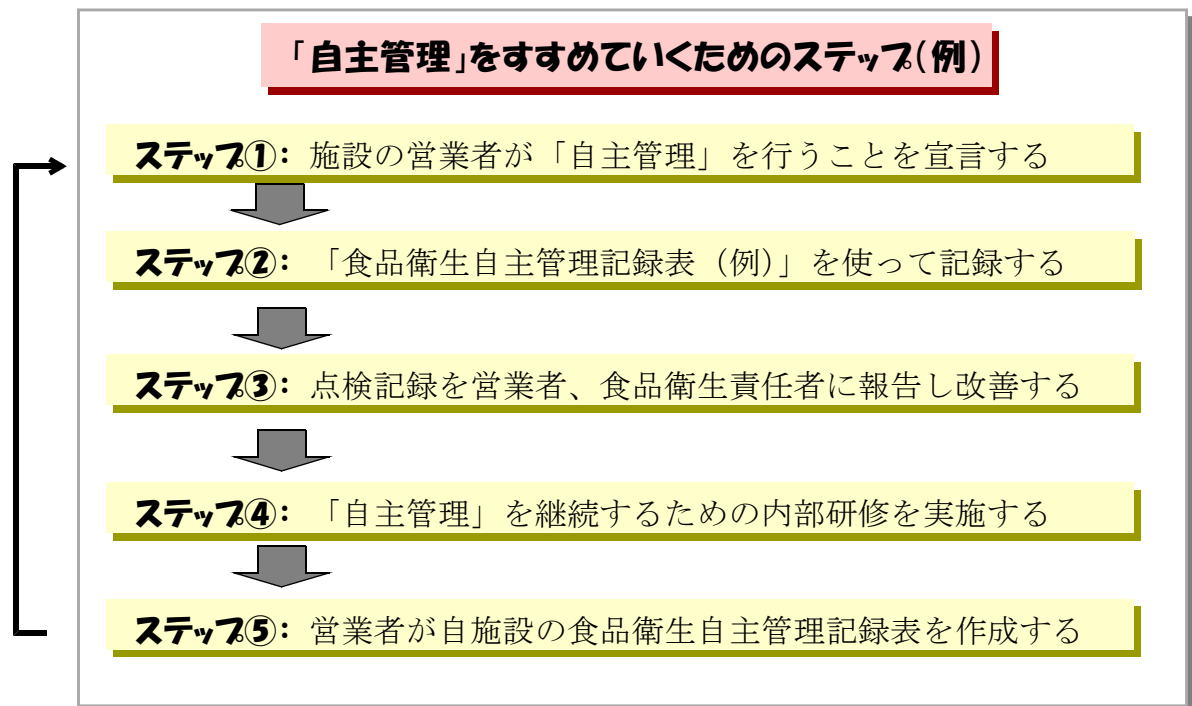 「自主管理」をすすめていくためのステップ(例)
ステップ①：施設の営業者が「自主管理」を行うことを宣言する
ステップ②：「食品衛生自主管理記録表（例）」を使って記録する
ステップ③：点検記録を営業者、食品衛生責任者に報告し改善する
ステップ④：「自主管理」を継続するための内部研修を実施する
ステップ⑤：営業者が自施設の食品衛生自主管理記録表を作成する